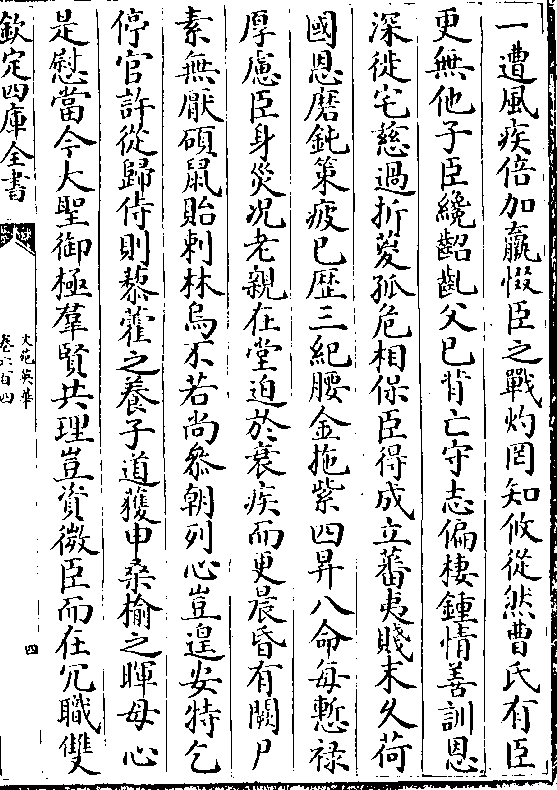 一遭風疾倍加羸惙臣之戰灼罔知攸從然曹氏有臣
更無他子臣纔齠齔父已背亡守志偏棲鍾情善訓恩
深徙宅慈過折葼孤危相保臣得成立蕃夷賤末久荷
國恩磨鈍策疲已歷三紀腰金拖紫四昇八命每慙祿
厚慮臣身災况老親在堂迫於衰疾而更晨昏有闕尸
素無厭碩鼠貽刺林烏不若尚叅朝列心豈遑安特乞
停官許從歸侍則藜藿之養子道獲申桑榆之暉母心
是慰當今大聖御極羣賢共理豈資微臣而在冗職雙
欽定四庫全書
文苑英華
卷六百四
四